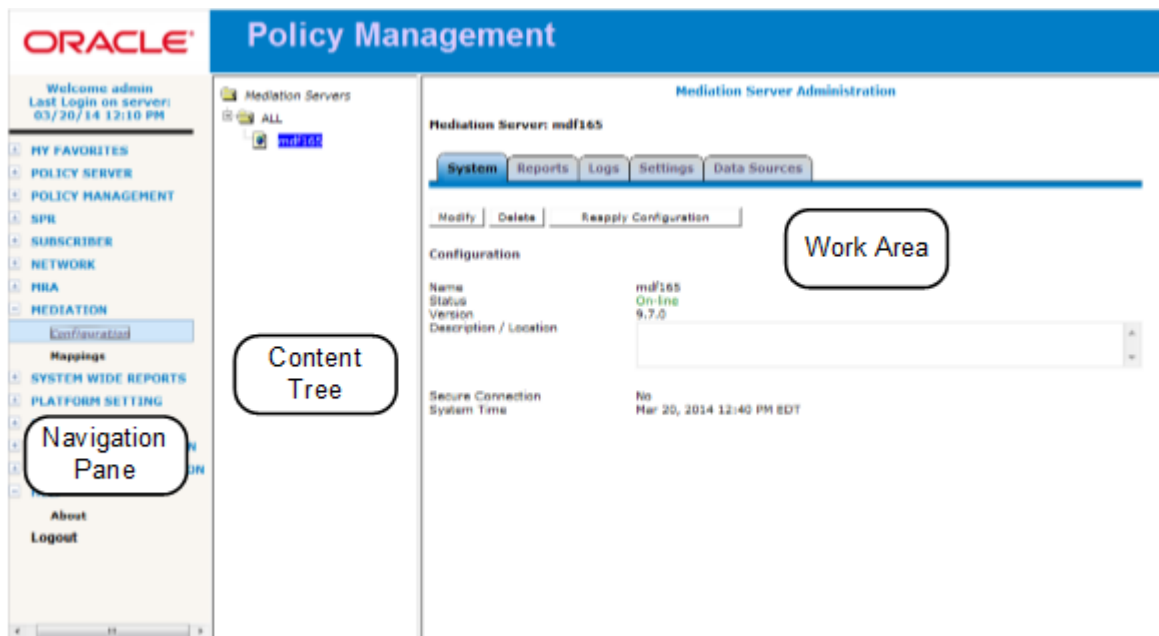 ORACLE
Policy Management
Welcome admin
Last Login on server:
03/20/14 12:10 PM
MY FAVORITES
POLICY SERVER
POLICY MANAGEMENT
SPR
SUBSCRIBER
NETWORK
MRA
MEDIATION
Configuration
Mappings
SYSTEM WIDE REPORTS
PLATFORM SETTING
N
ON
Navigation
Pane
About
Logout
Mediation Servers
ALL
mdf165
Content
Tree
Mediation Server Administration
Mediation Server: mdf165
System Reports Logs Settings Data Sources
Modify Delete Reapply Configuration
Work Area
Configuration
Name mdf165
Status On-line
Version 9.7.0
Description / Location
Secure Connection No
System Time Mar 20, 2014 12:40 PM EDT